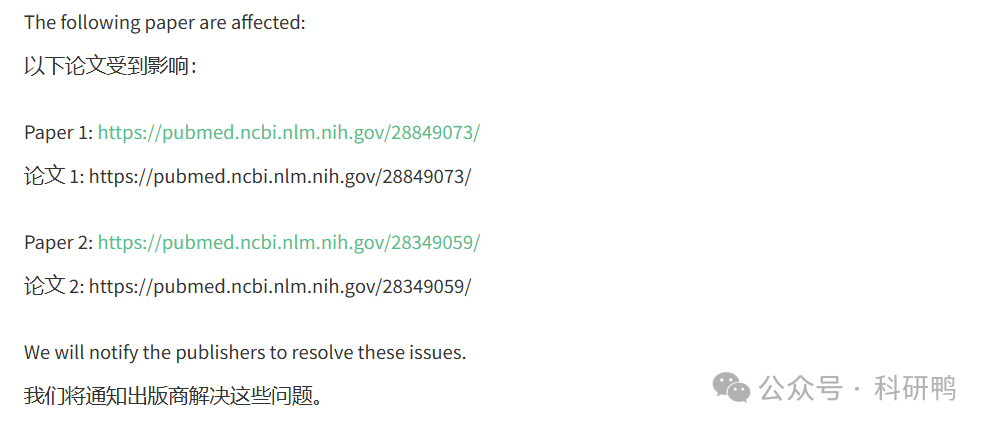 The following paper are affected:
以下论文受到影响：
Paper 1: https://pubmed.ncbi.nlm.nih.gov/28849073/
论文 1: https://pubmed.ncbi.nlm.nih.gov/28849073/
Paper 2: https://pubmed.ncbi.nlm.nih.gov/28349059/
论文 2: https://pubmed.ncbi.nlm.nih.gov/28349059/
We will notify the publishers to resolve these issues.
我们将通知出版商解决这些问题。
公众号 · 科研鸭